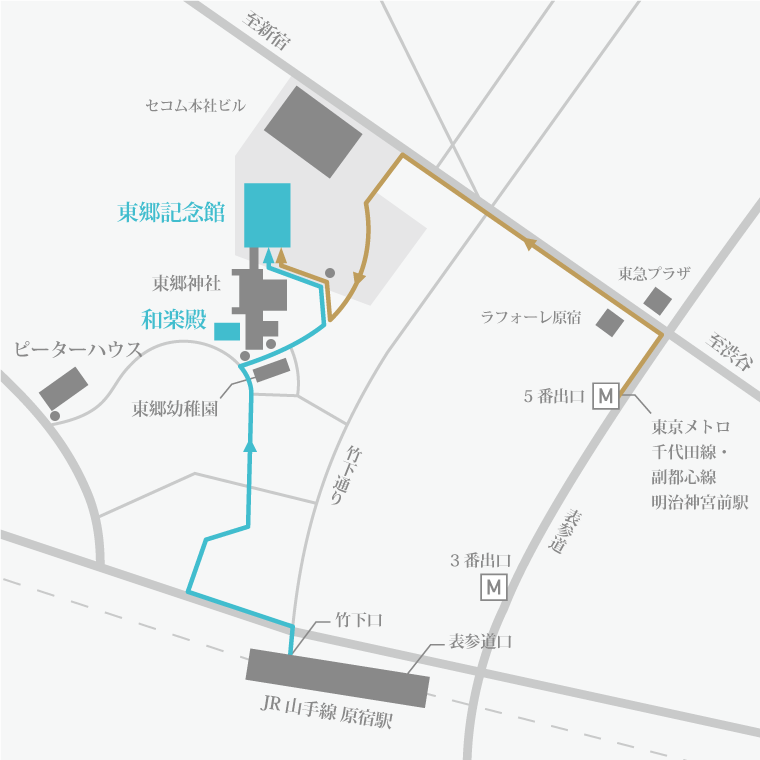 至新宿
セコム本社ビル
東郷記念館
東郷神社
東急プラザ
和楽殿
ラフォーレ原宿
至渋谷
ピーターハウス
5 番出口
M
東郷幼稚園
東京メトロ
千代田線・
副都心線
明治神宮前駅
竹下通り
表参道
3 番出口
M
竹下口
表参道口
JR 山手線 原宿駅